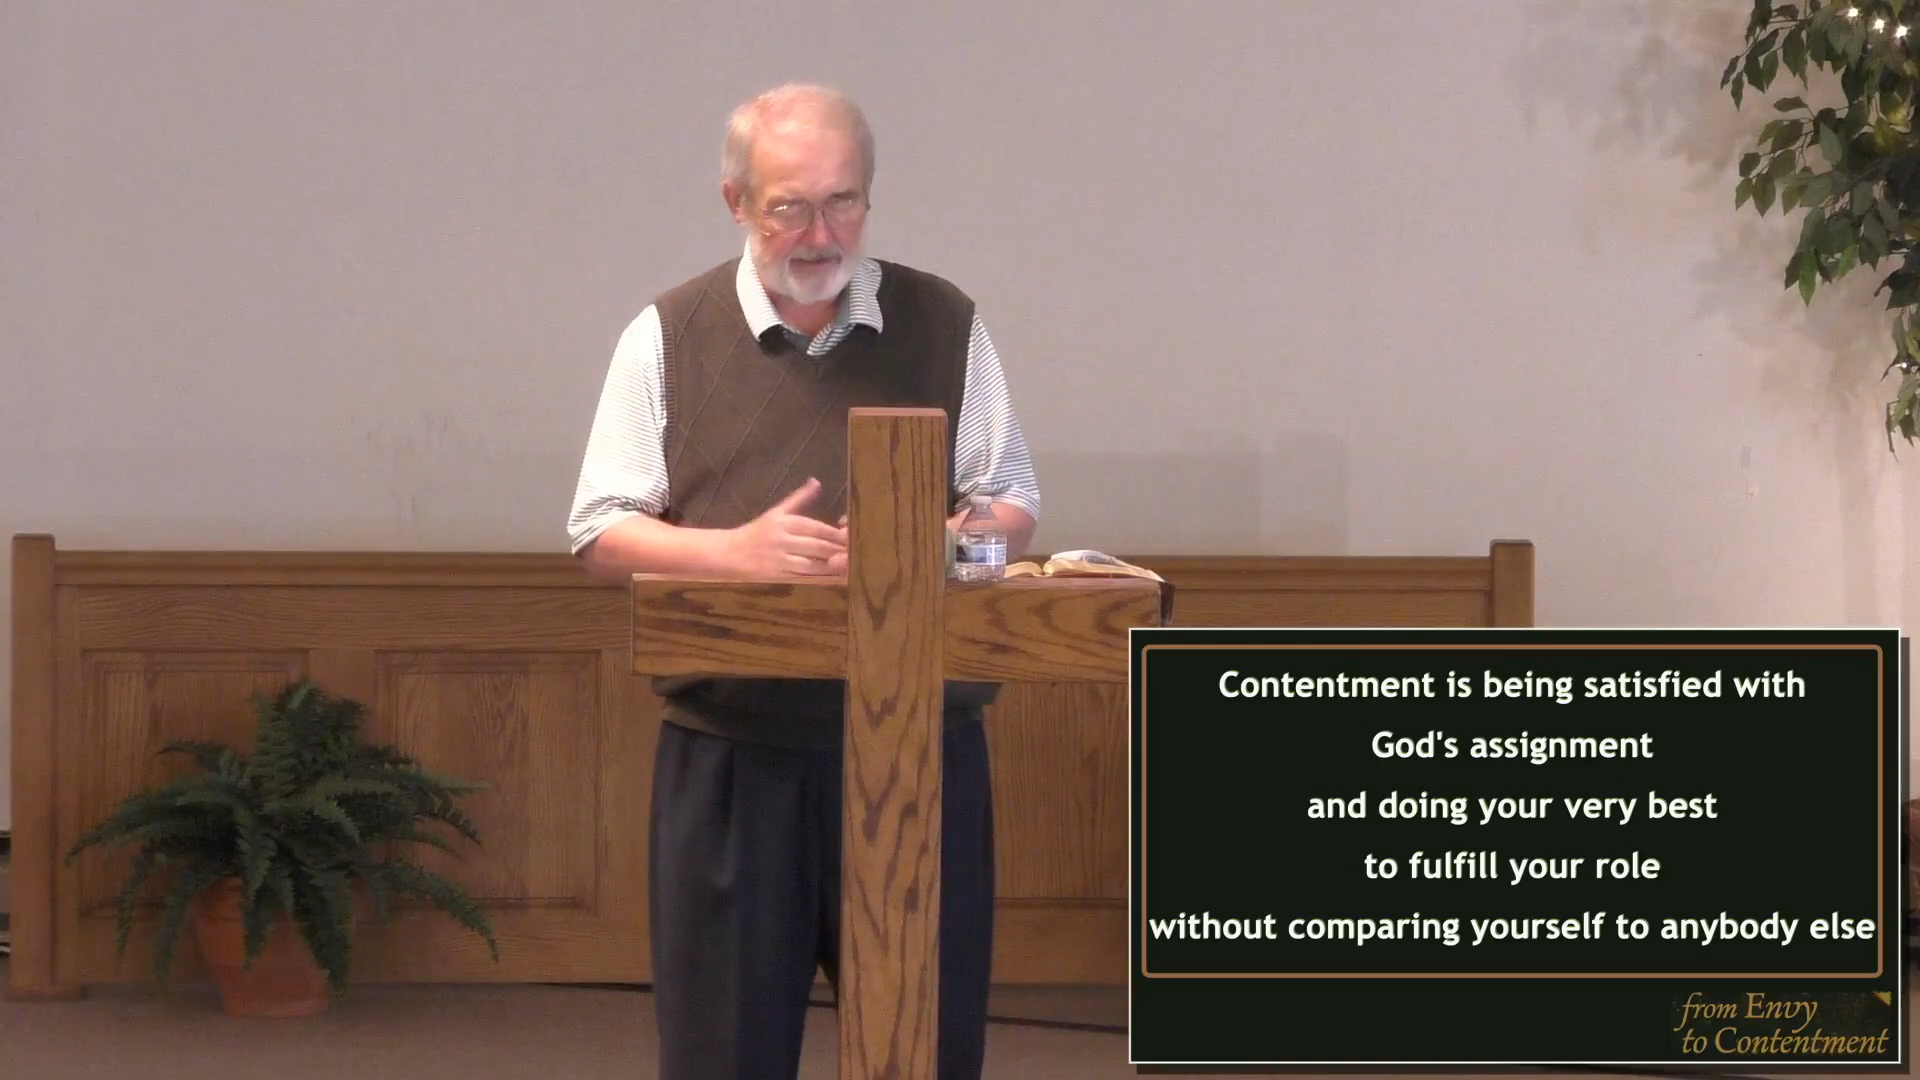 Contentment is being satisfied with
God's assignment
and doing your very best
to fulfill your role
without comparing yourself to anybody else
from Envy
to Contentment